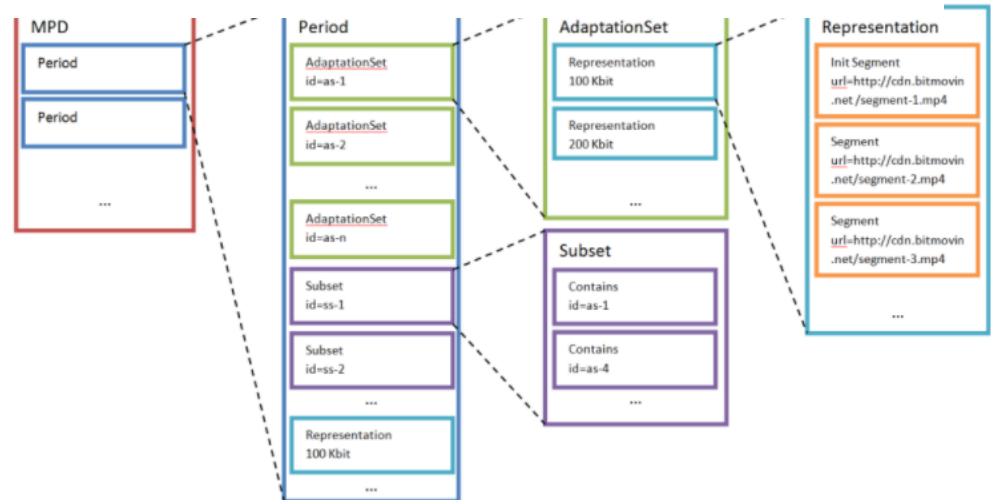 MPD
Period
Period
...
Period
AdaptationSet
id=as-1
AdaptationSet
id=as-2
...
AdaptationSet
id=as-n
Subset
id=ss-1
Subset
id=ss-2
...
Representation
100 Kbit
...
AdaptationSet
Representation
100 Kbit
Representation
200 Kbit
...
Subset
Contains
id=as-1
Contains
id=as-4
...
Representation
Init Segment
url=http://cdn.bitmovin
.net/segment-1.mp4
Segment
url=http://cdn.bitmovin
.net/segment-2.mp4
Segment
url=http://cdn.bitmovin
.net/segment-3.mp4
...